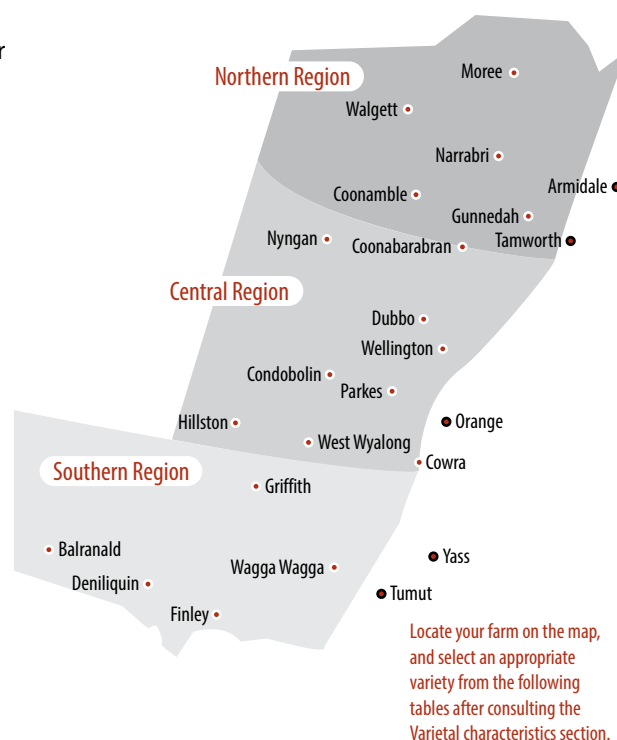 r
Northern Region
Moree
Walgett
Narrabri
Armidale
Coonamble
Gunnedah
Nyngan
Coonabarabran
Tamworth
Central Region
Dubbo
Wellington
Condobolin
Parkes
Hillston
Orange
West Wyalong
Cowra
Southern Region
Griffith
Balranald
Yass
Wagga Wagga
Deniliquin
Tumut
Finley
Locate your farm on the map,
and select an appropriate
variety from the following
tables after consulting the
Varietal characteristics section.